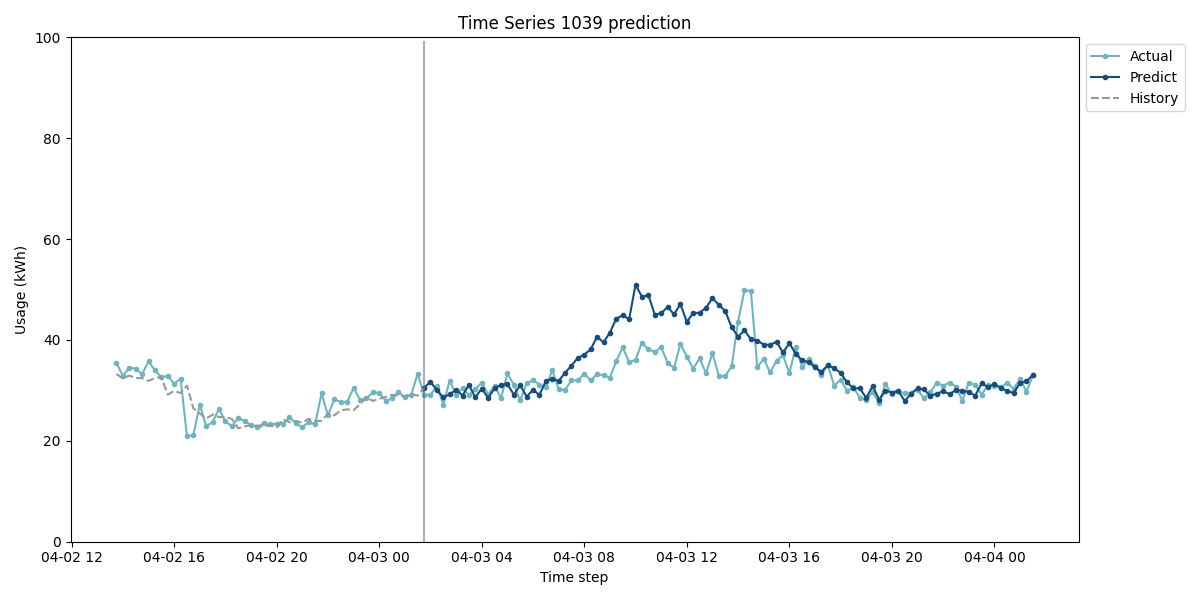 Time Series 1039 prediction
100
80
60
40
20
0
Usage (kWh)
04-02 12
04-02 16
04-02 20
04-03 00
04-03 04
04-03 08
04-03 12
04-03 16
04-03 20
04-04 00
Time step
Actual
Predict
History